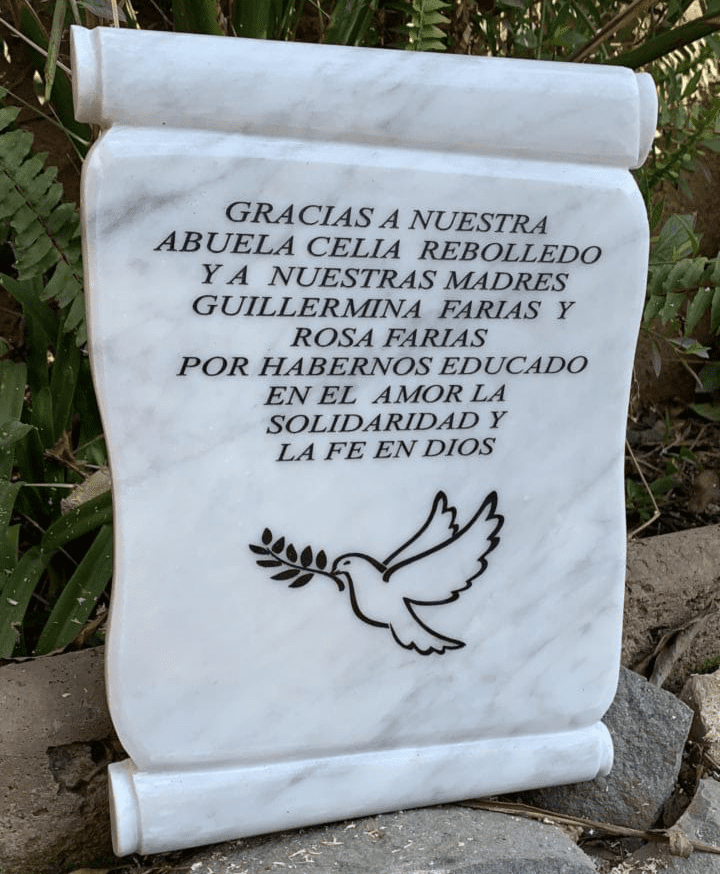 GRACIAS A NUESTRA
ABUELA CELIA REBOLLEDO
Y A NUESTRAS MADRES
GUILLERMINA FARIAS Y
ROSA FARIAS
POR HABERNOS EDUCADO
EN EL AMOR LA
SOLIDARIDAD Y
LA FE EN DIOS